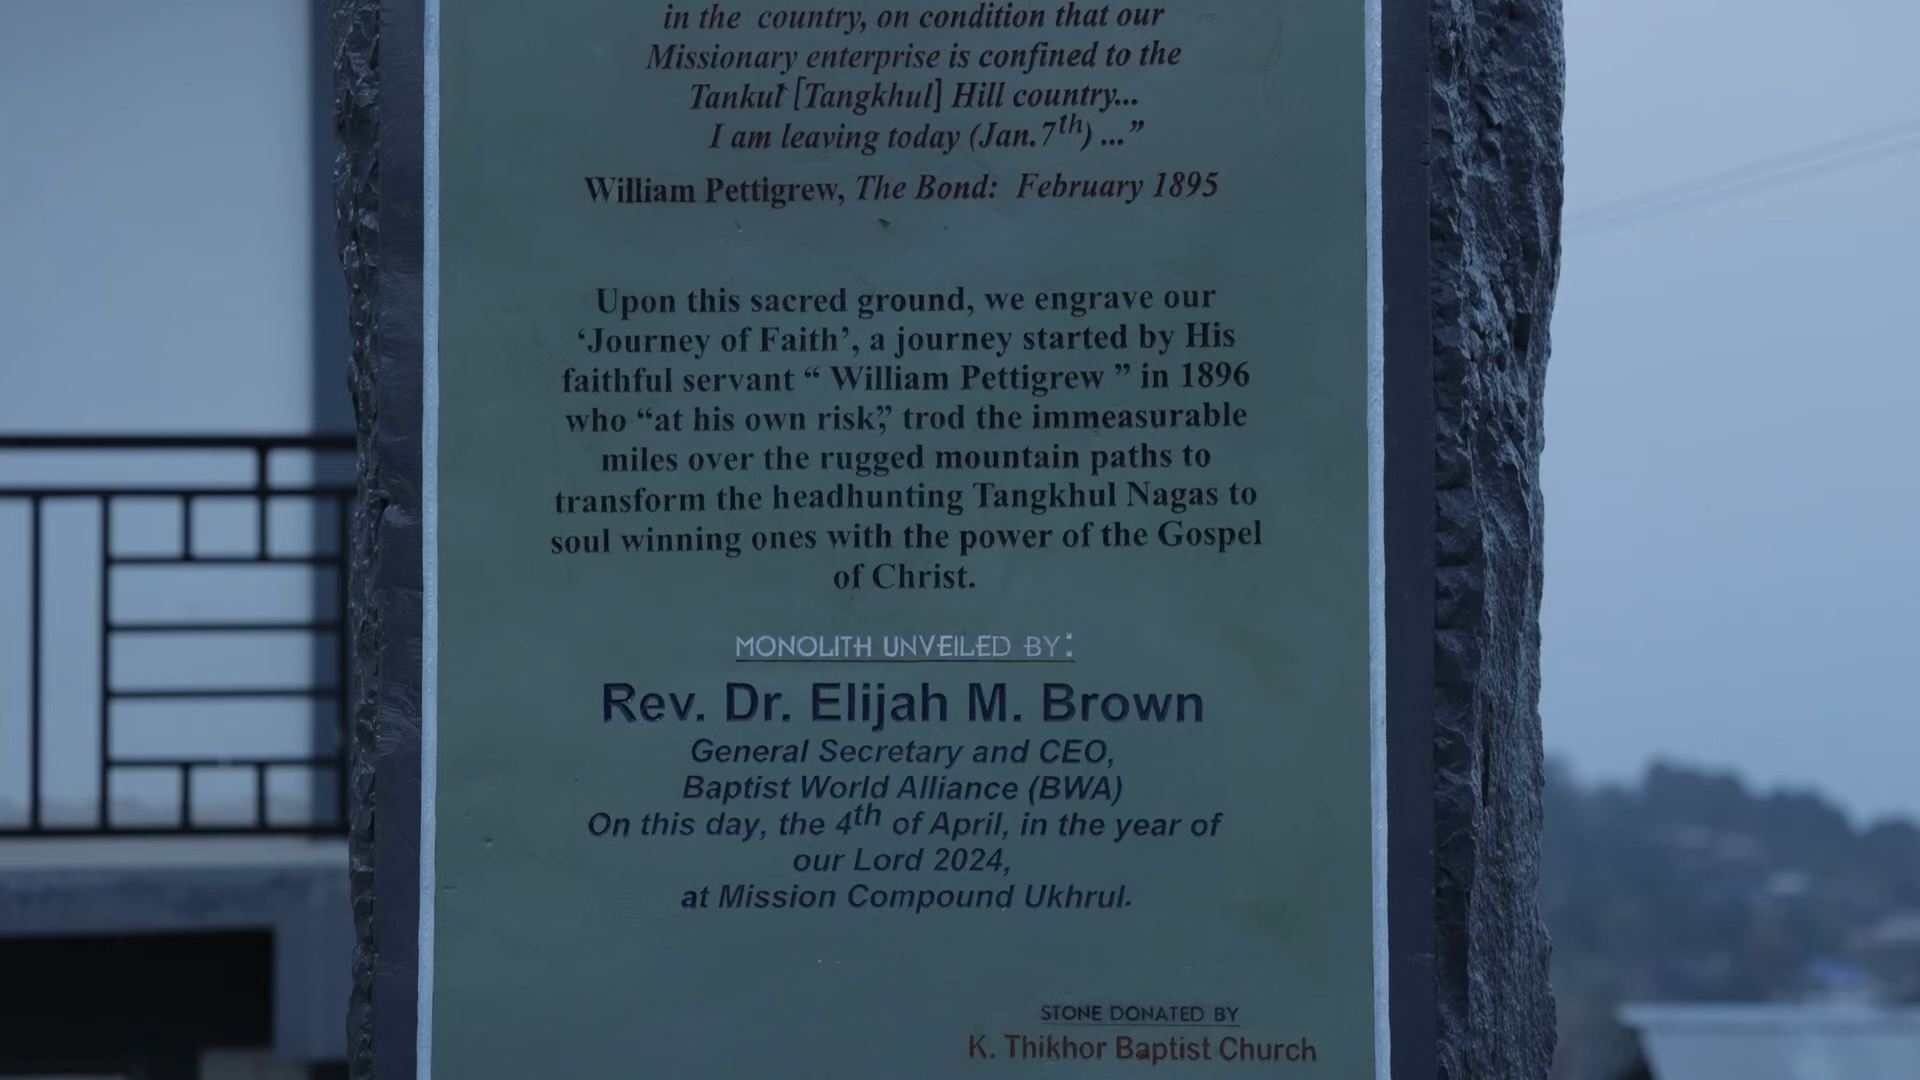 in the country, on condition that our
Missionary enterprise is confined to the
Tankut [Tangkhul] Hill country...
I am leaving today (Jan.7th) ...”
William Pettigrew, The Bond: February 1895
Upon this sacred ground, we engrave our
‘Journey of Faith’, a journey started by His
faithful servant “ William Pettigrew ” in 1896
who “at his own risk,” trod the immeasurable
miles over the rugged mountain paths to
transform the headhunting Tangkhul Nagas to
soul winning ones with the power of the Gospel
of Christ.
MONOLITH UNVEILED BY:
Rev. Dr. Elijah M. Brown
General Secretary and CEO,
Baptist World Alliance (BWA)
On this day, the 4th of April, in the year of
our Lord 2024,
at Mission Compound Ukhrul.
STONE DONATED BY
K. Thikhor Baptist Church